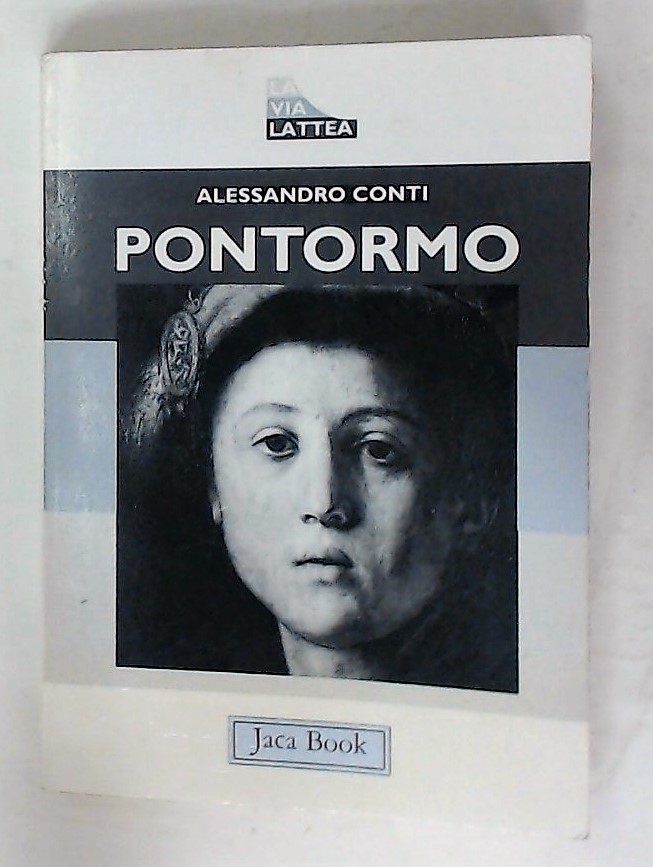 LA
VIA
LATTEA
ALESSANDRO CONTI
PONTORMO
Jaca Book